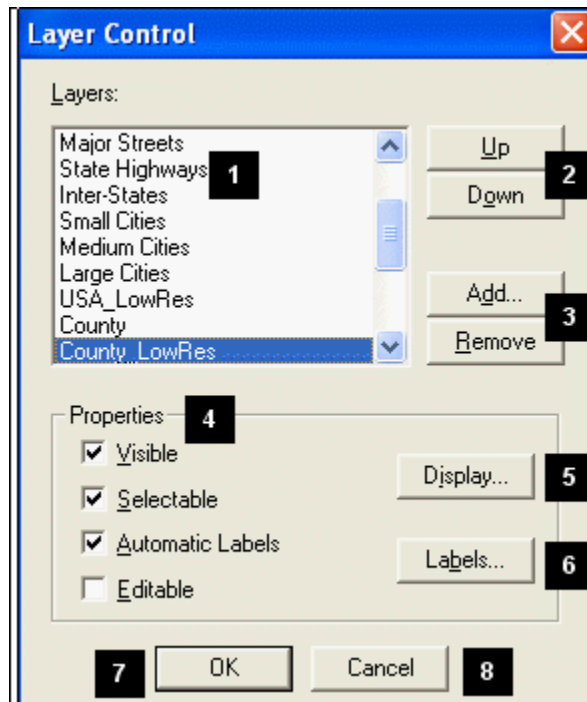 Layer Control
Layers:
Major Streets
State Highways
1
Inter-States
Small Cities
Medium Cities
Large Cities
USA_LowRes
County
County_LowRes
Up
2
Down
Add...
3
Remove
Properties
4
Visible
Selectable
Automatic Labels
Editable
Display...
5
Labels...
6
7
OK
Cancel
8